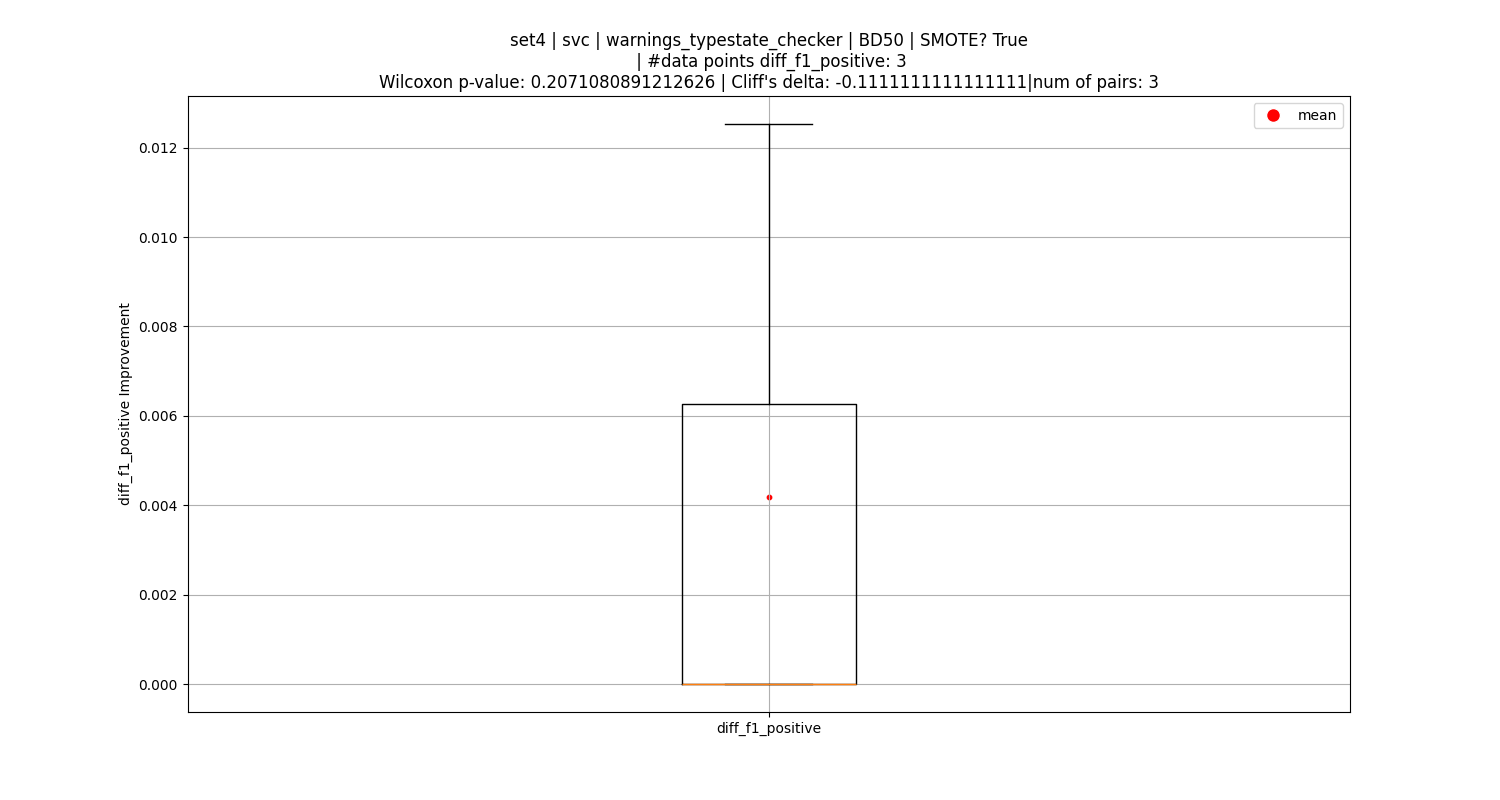 set4 | svc | warnings_typestate_checker | BD50 | SMOTE? True
| #data points diff_f1_positive: 3
Wilcoxon p-value: 0.2071080891212626 | Cliff's delta: -0.1111111111111111|num of pairs: 3
mean
0.012
0.010
0.008
0.006
0.004
0.002
0.000
diff_f1_positive Improvement
diff_f1_positive